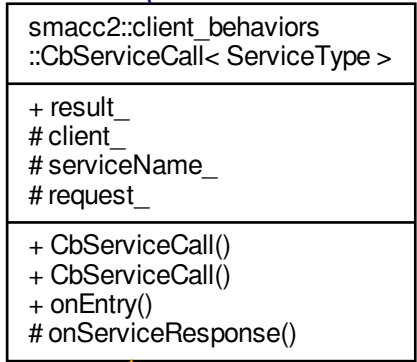 smacc2::client_behaviors
::CbServiceCall< ServiceType >
+ result_
# client_
# serviceName_
# request_
+ CbServiceCall()
+ CbServiceCall()
+ onEntry()
# onServiceResponse()